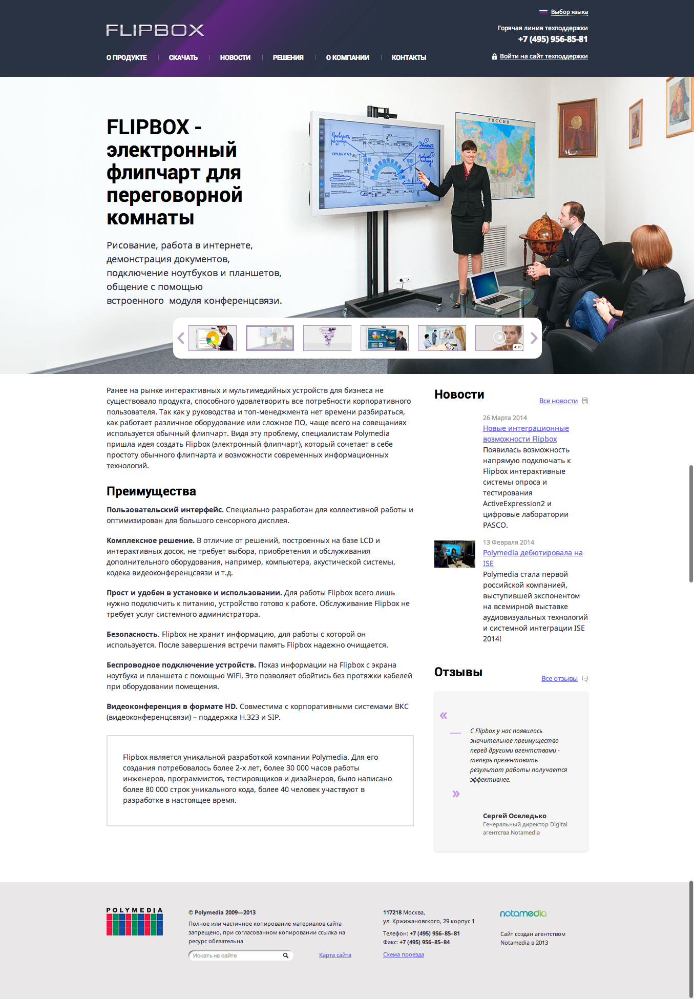 Выбор языка
FLIPBOX
Горячая линия техподдержки
+7 (495) 956-85-81
О ПРОДУКТЕ
СКАЧАТЬ
НОВОСТИ
РЕШЕНИЯ
О КОМПАНИИ
КОНТАКТЫ
Войти на сайт техподдержки
FLIPBOX -
электронный
флипчарт для
переговорной
комнаты
Рисование, работа в интернете,
демонстрация документов,
подключение ноутбуков и планшетов,
общение с помощью
встроенного модуля конференцсвязи.
РОССИЯ
Проверить
размера
4:10
Ранее на рынке интерактивных и мультимедийных устройств для бизнеса не
существовало продукта, способного удовлетворить все потребности корпоративного
пользователя. Так как у руководства и топ-менеджмента нет времени разбираться,
как работает различное оборудование или сложное ПО, чаще всего на совещаниях
используется обычный флипчарт. Видя эту проблему, специалистам Polymedia
пришла идея создать Flipbox (электронный флипчарт), который сочетает в себе
простоту обычного флипчарта и возможности современных информационных
технологий.
Преимущества
Пользовательский интерфейс. Специально разработан для коллективной работы и
оптимизирован для большого сенсорного дисплея.
Комплексное решение. В отличие от решений, построенных на базе LCD и
интерактивных досок, не требует выбора, приобретения и обслуживания
дополнительного оборудования, например, компьютера, акустической системы,
кодека видеоконференцсвязи и т.д.
Прост и удобен в установке и использовании. Для работы Flipbox всего лишь
нужно подключить к питанию, устройство готово к работе. Обслуживание Flipbox не
требует услуг системного администратора.
Безопасность. Flipbox не хранит информацию, для работы с которой он
используется. После завершения встречи память Flipbox надежно очищается.
Беспроводное подключение устройств. Показ информации на Flipbox с экрана
ноутбука и планшета с помощью WiFi. Это позволяет обойтись без протяжки кабелей
при оборудовании помещения.
Видеоконференция в формате HD. Совместима с корпоративными системами ВКС
(видеоконференцсвязи) – поддержка H.323 и SIP.
Flipbox является уникальной разработкой компании Polymedia. Для его
создания потребовалось более 2-х лет, более 30 000 часов работы
инженеров, программистов, тестировщиков и дизайнеров, было написано
более 80 000 строк уникального кода, более 40 человек участвуют в
разработке в настоящее время.
Новости
Все новости
26 Марта 2014
Новые интеграционные
возможности Flipbox
Появилась возможность
напрямую подключать к
Flipbox интерактивные
системы опроса и
тестирования
ActiveExpression2 и
цифровые лаборатории
PASCO.
13 Февраля 2014
Polymedia дебютировала на
ISE
Polymedia стала первой
российской компанией,
выступившей экспонентом
на всемирной выставке
аудиовизуальных технологий
и системной интеграции ISE
2014!
Отзывы
Все отзывы
«
С Flipbox у нас появилось
значительное преимущество
перед другими агентствами -
теперь презентовать
результат работы получается
эффективнее.
»
Сергей Оселедько
Генеральный директор Digital
агентства Notamedia
POLYMEDIA
© Polymedia 2009—2013
Полное или частичное копирование материалов сайта
запрещено, при согласованном копировании ссылка на
ресурс обязательна
Искать на сайте
Карта сайта
117218 Москва,
ул. Кржижановского, 29 корпус 1
Телефон: +7 (495) 956–85–81
Факс: +7 (495) 956–85–84
Схема проезда
notamedia
Сайт создан агентством
Notamedia в 2013